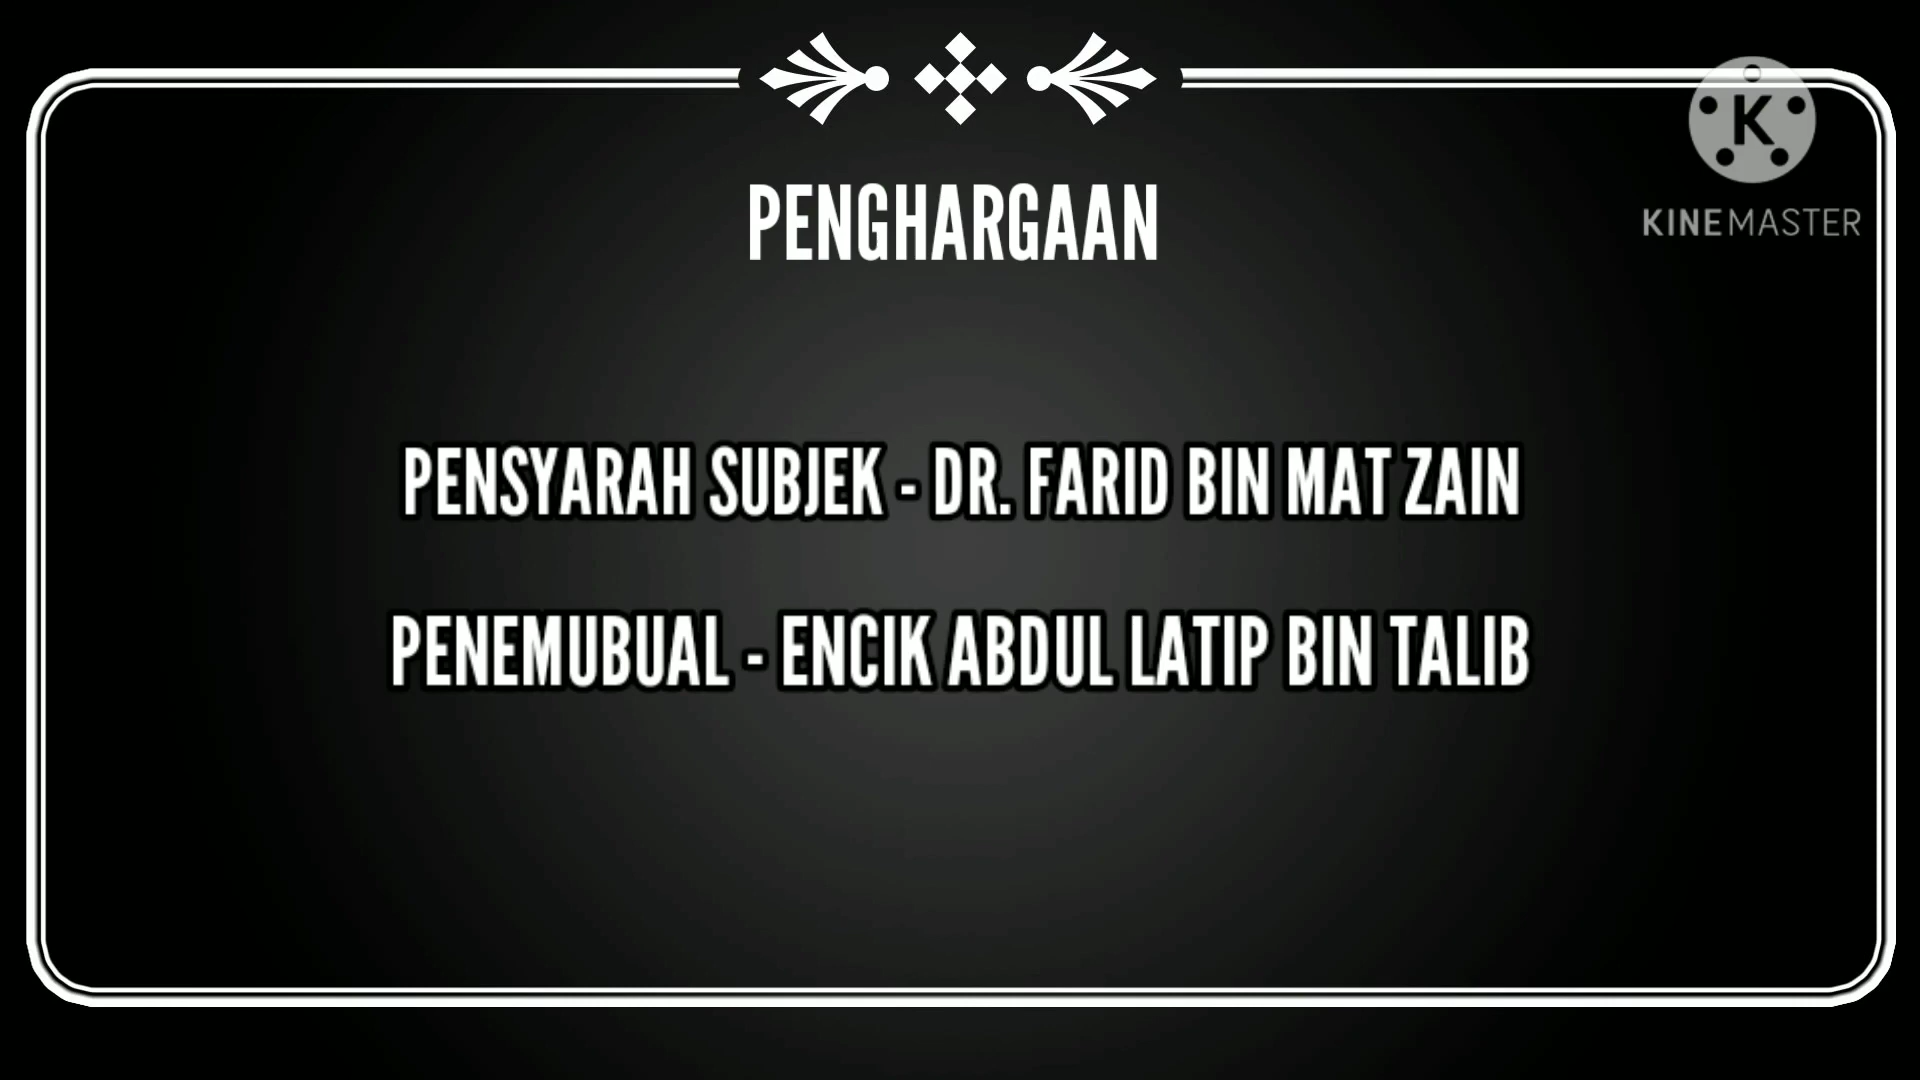 PENGHARGAAN
K
KINEMASTER
PENSYARAH SUBJEK - DR. FARID BIN MAT ZAIN
PENEMUBUAL - ENCIK ABDUL LATIP BIN TALIB